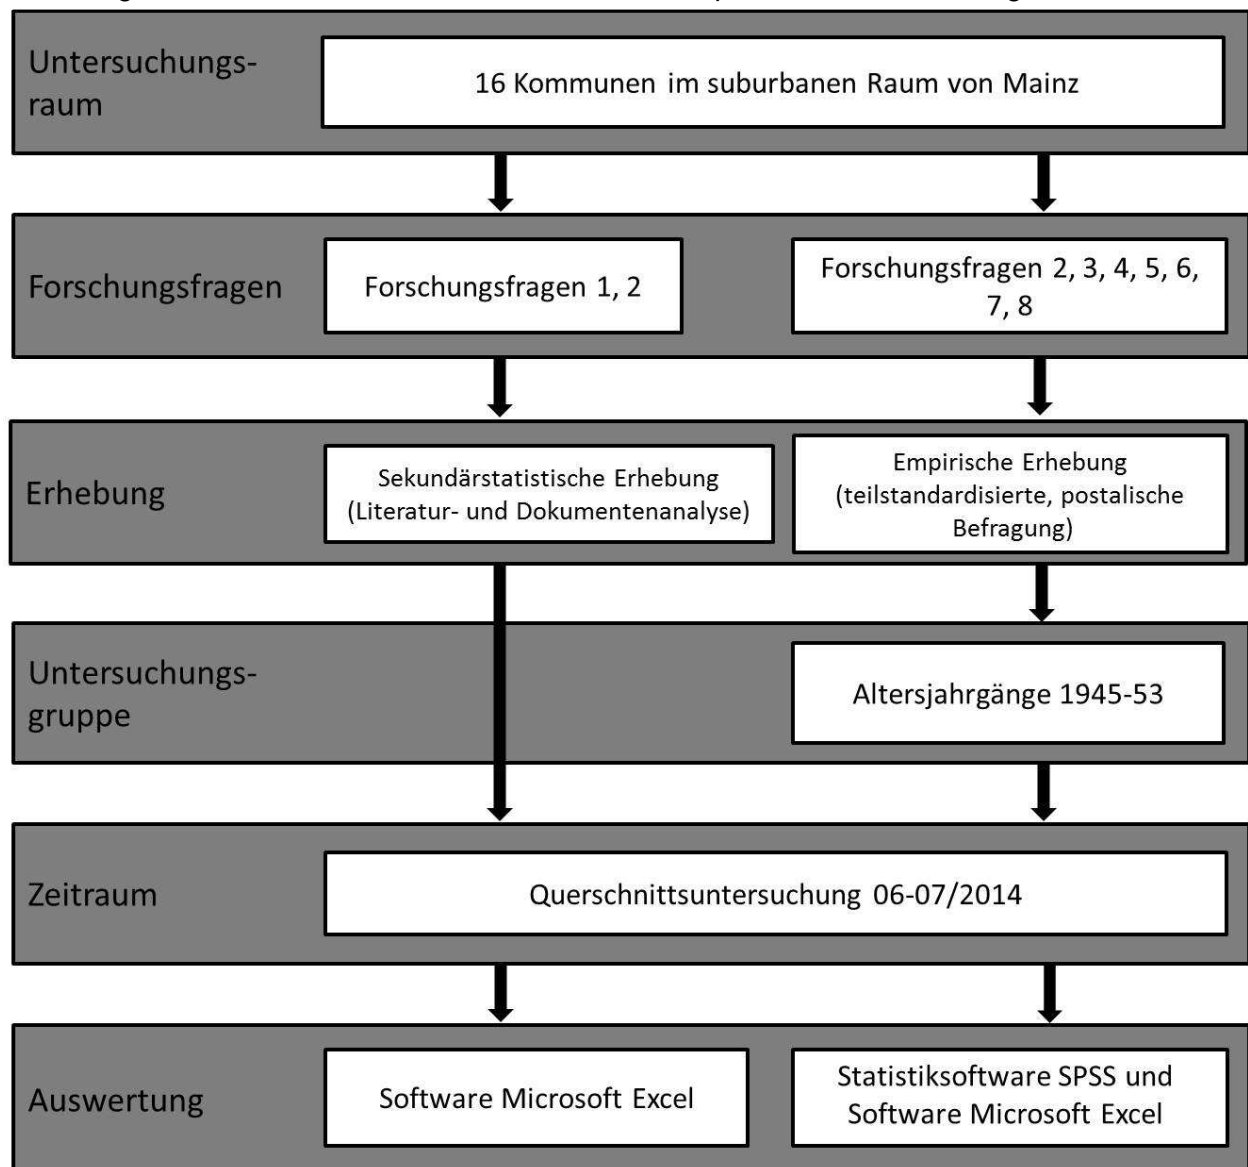 Untersuchungs-
raum
16 Kommunen im suburbanen Raum von Mainz
Forschungsfragen
Forschungsfragen 1, 2
Forschungsfragen 2, 3, 4, 5, 6,
7, 8
Erhebung
Sekundärstatistische Erhebung
(Literatur- und Dokumentenanalyse)
Empirische Erhebung
(teilstandardisierte, postalische
Befragung)
Untersuchungs-
gruppe
Altersjahrgänge 1945-53
Zeitraum
Querschnittsuntersuchung 06-07/2014
Auswertung
Software Microsoft Excel
Statistiksoftware SPSS und
Software Microsoft Excel